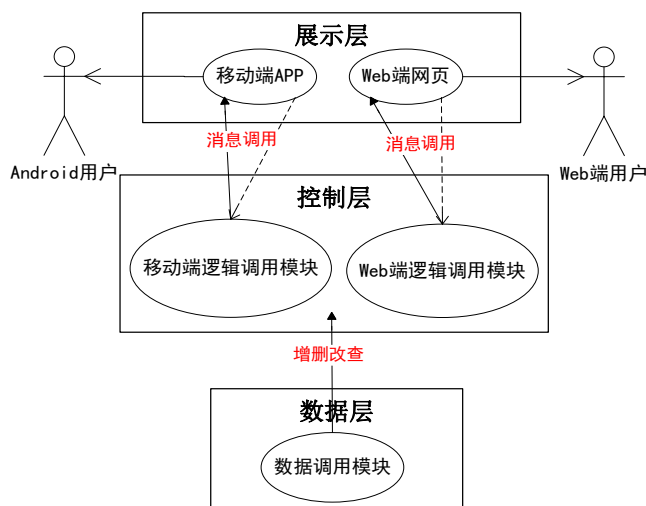 展示层
移动端APP
Web端网页
消息调用
消息调用
Android用户
Web端用户
控制层
移动端逻辑调用模块
Web端逻辑调用模块
增删改查
数据层
数据调用模块